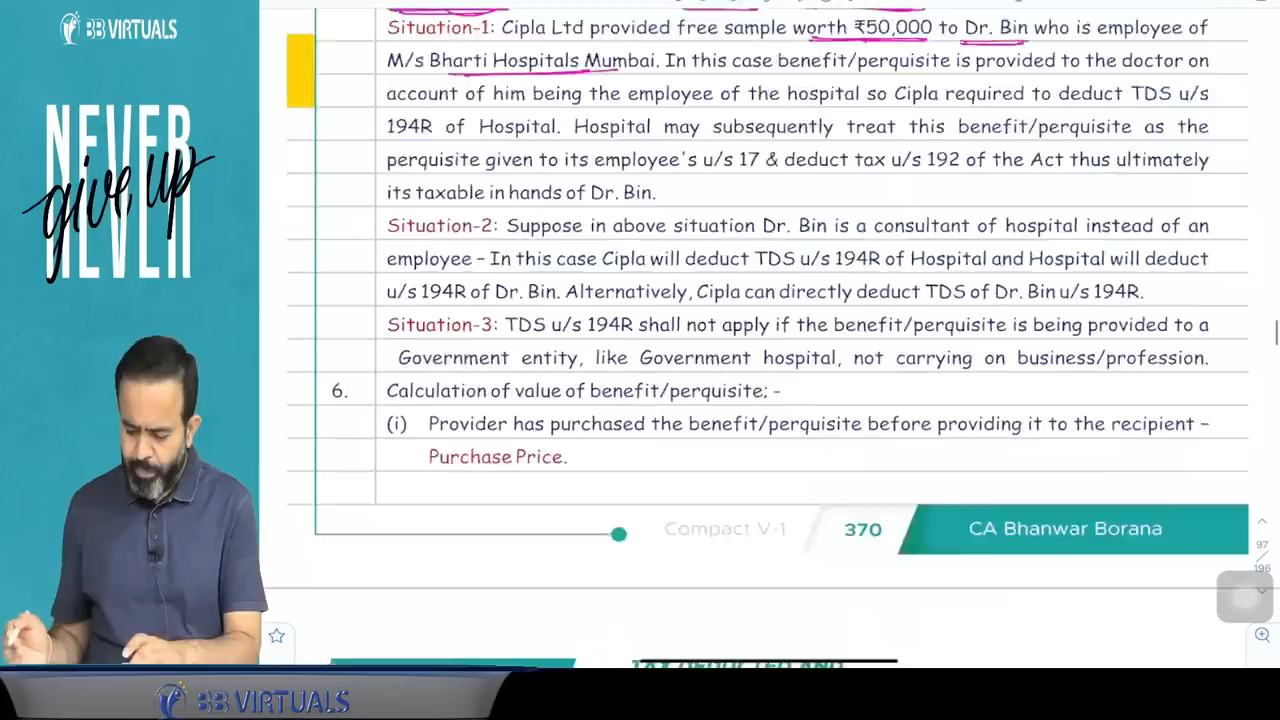 BB VIRTUALS
NEVER
give up
NEVER
Situation-1: Cipla Ltd provided free sample worth ₹50,000 to Dr. Bin who is employee of
M/s Bharti Hospitals Mumbai. In this case benefit/perquisite is provided to the doctor on
account of him being the employee of the hospital so Cipla required to deduct TDS u/s
194R of Hospital. Hospital may subsequently treat this benefit/perquisite as the
perquisite given to its employee's u/s 17 & deduct tax u/s 192 of the Act thus ultimately
its taxable in hands of Dr. Bin.
Situation-2: Suppose in above situation Dr. Bin is a consultant of hospital instead of an
employee – In this case Cipla will deduct TDS u/s 194R of Hospital and Hospital will deduct
u/s 194R of Dr. Bin. Alternatively, Cipla can directly deduct TDS of Dr. Bin u/s 194R.
Situation-3: TDS u/s 194R shall not apply if the benefit/perquisite is being provided to a
Government entity, like Government hospital, not carrying on business/profession.
6. Calculation of value of benefit/perquisite; -
(i) Provider has purchased the benefit/perquisite before providing it to the recipient –
Purchase Price.
Compact V-1 370 CA Bhanwar Borana
97
196
BB VIRTUALS